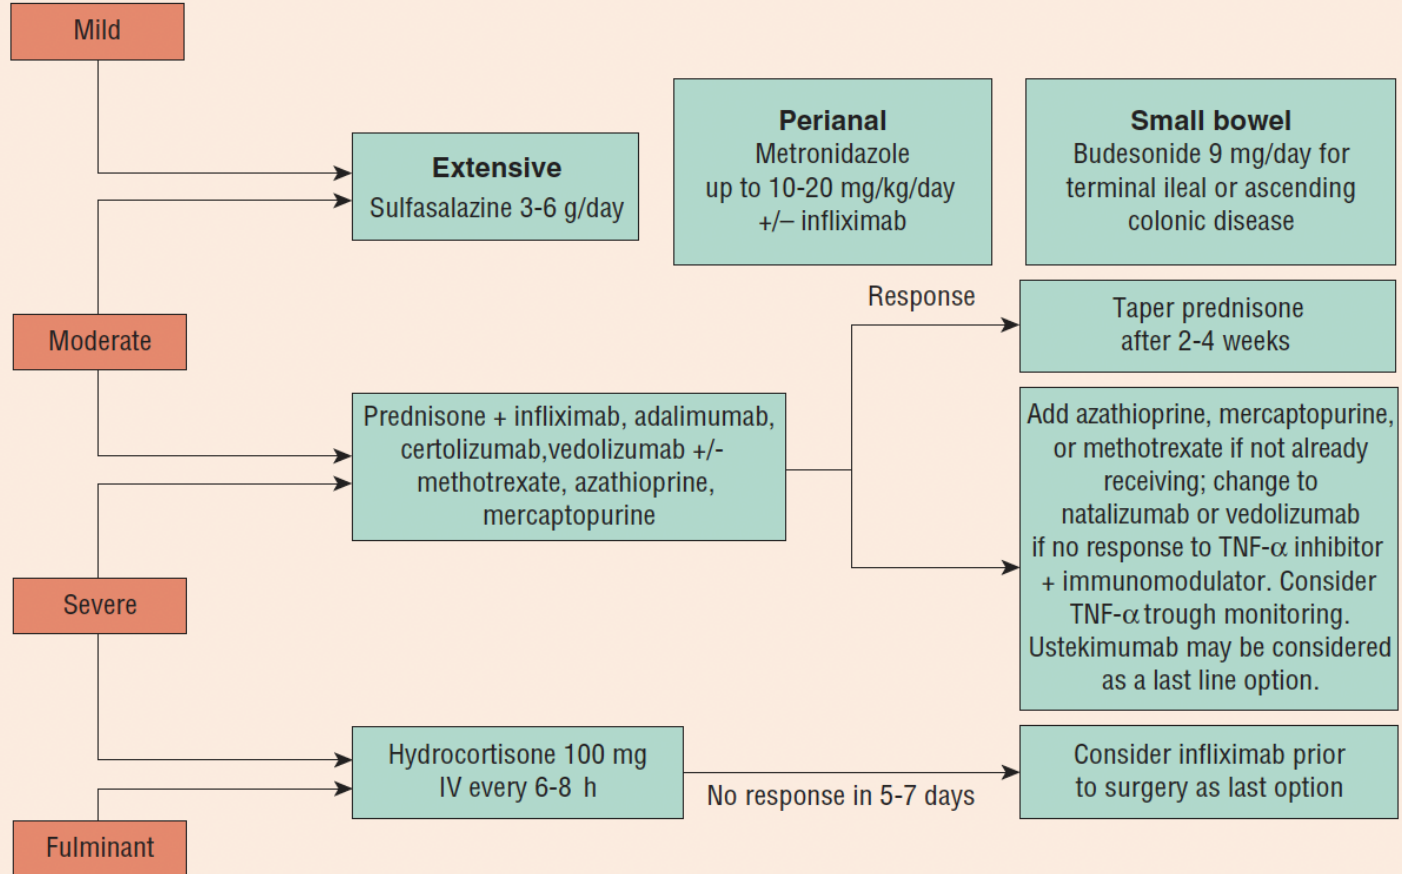 Mild
Extensive
Sulfasalazine 3-6 g/day
Perianal
Metronidazole
up to 10-20 mg/kg/day
+/– infliximab
Small bowel
Budesonide 9 mg/day for
terminal ileal or ascending
colonic disease
Moderate
Prednisone + infliximab, adalimumab,
certolizumab,vedolizumab +/-
methotrexate, azathioprine,
mercaptopurine
Response
Taper prednisone
after 2-4 weeks
Add azathioprine, mercaptopurine,
or methotrexate if not already
receiving; change to
natalizumab or vedolizumab
if no response to TNF-α inhibitor
+ immunomodulator. Consider
TNF-α trough monitoring.
Ustekimumab may be considered
as a last line option.
Severe
Hydrocortisone 100 mg
IV every 6-8 h
No response in 5-7 days
Consider infliximab prior
to surgery as last option
Fulminant